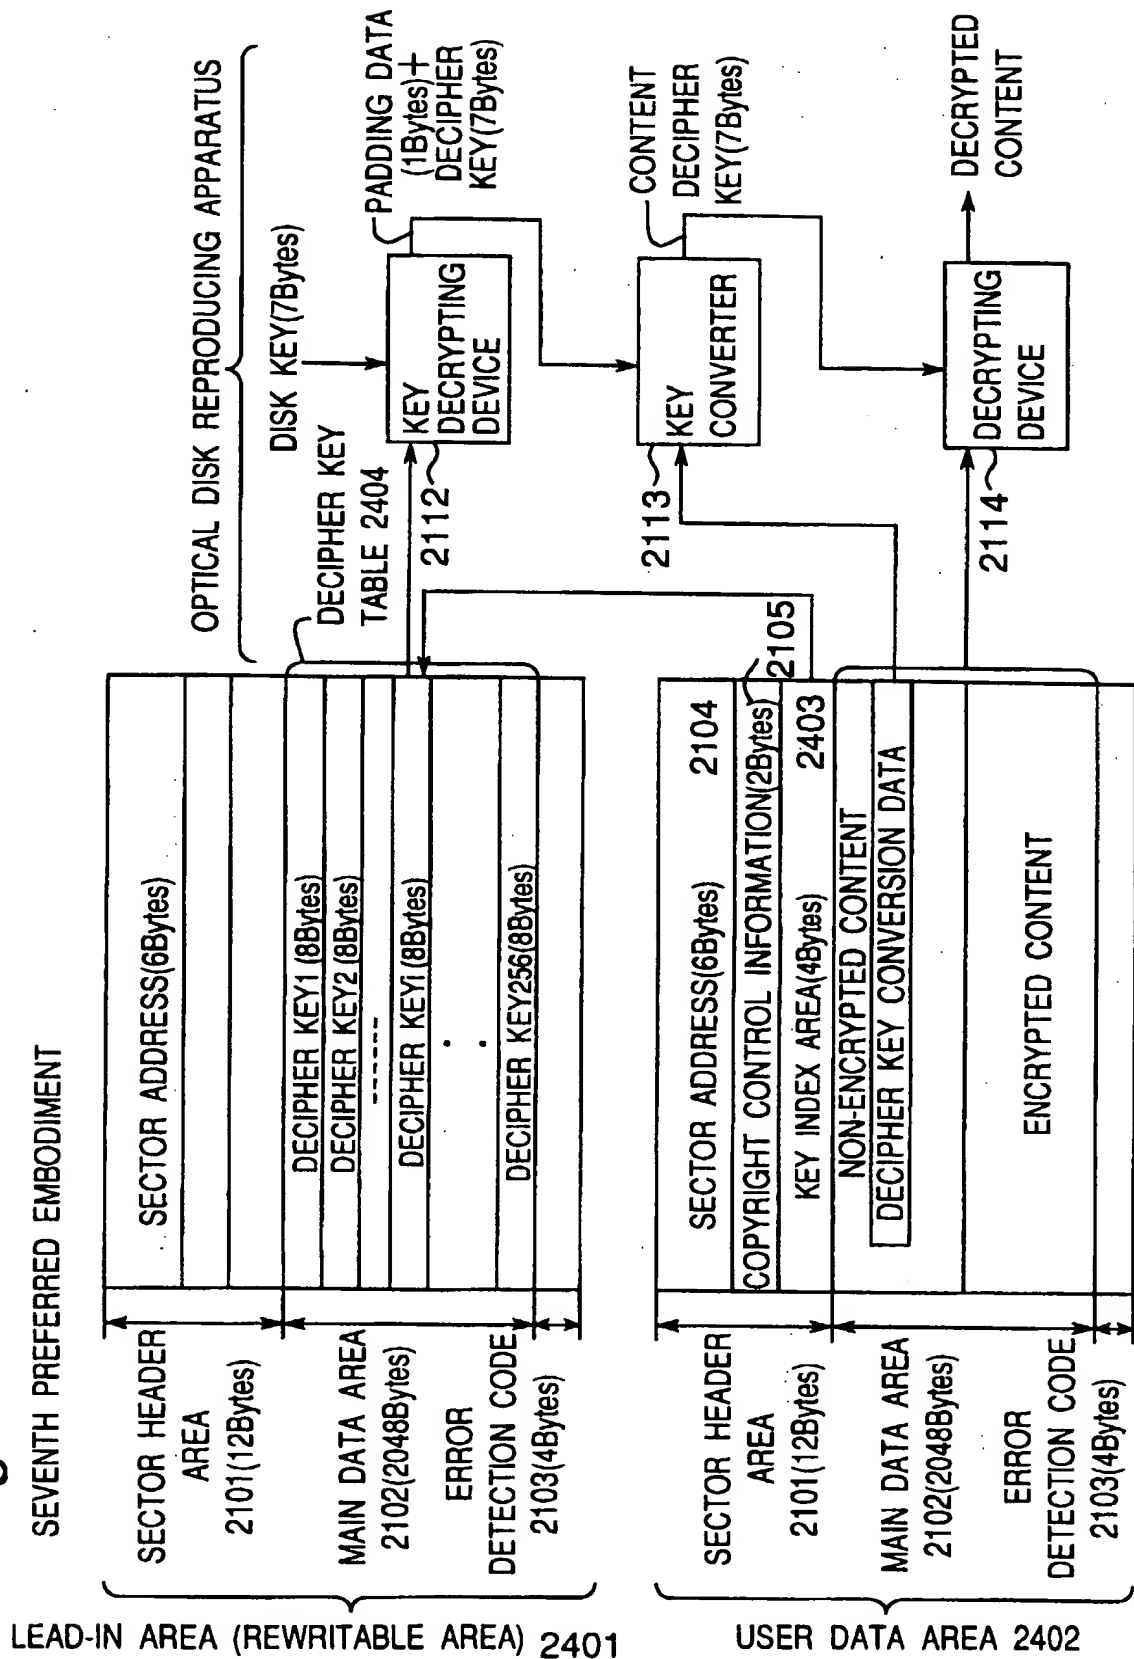 SEVENTH PREFERRED EMBODIMENT
LEAD-IN AREA (REWRITABLE AREA) 2401
SECTOR HEADER
AREA
2101(12Bytes)
MAIN DATA AREA
2102(2048Bytes)
ERROR
DETECTION CODE
2103(4Bytes)
SECTOR ADDRESS(6Bytes)
DECIPHER KEY1(8Bytes)
DECIPHER KEY2(8Bytes)
DECIPHER KEYi(8Bytes)
DECIPHER KEY256(8Bytes)
OPTICAL DISK REPRODUCING APPARATUS
DECIPHER KEY
TABLE 2404
DISK KEY(7Bytes)
KEY
DECRYPTING
DEVICE
2112
PADDING DATA
(1Bytes)+
DECIPHER
KEY(7Bytes)
KEY
CONVERTER
2113
CONTENT
DECIPHER
KEY(7Bytes)
DECRYPTING
DEVICE
2114
DECRYPTED
CONTENT
USER DATA AREA 2402
SECTOR HEADER
AREA
2101(12Bytes)
MAIN DATA AREA
2102(2048Bytes)
ERROR
DETECTION CODE
2103(4Bytes)
SECTOR ADDRESS(6Bytes) 2104
COPYRIGHT CONTROL INFORMATION(2Bytes) 2105
KEY INDEX AREA(4Bytes) 2403
NON-ENCRYPTED CONTENT
DECIPHER KEY CONVERSION DATA
ENCRYPTED CONTENT